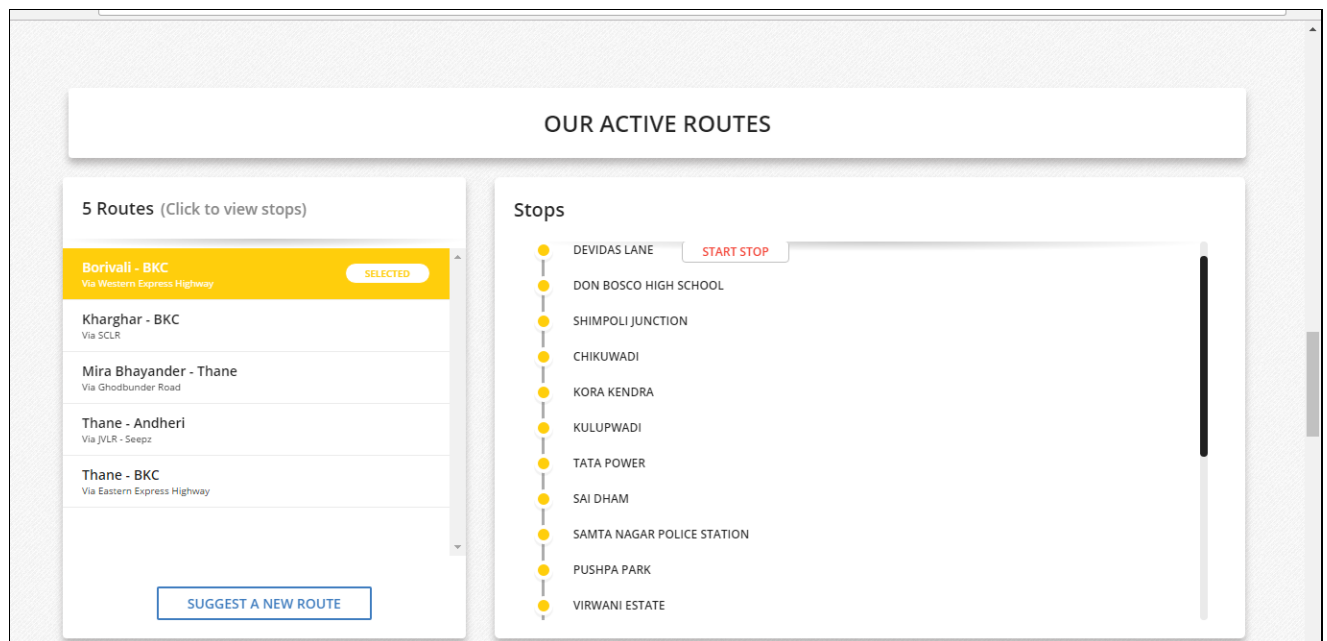 OUR ACTIVE ROUTES
5 Routes (Click to view stops)
Borivali - BKC
SELECTED
Via Western Express Highway
Kharghar - BKC
Via SCLR
Mira Bhayander - Thane
Via Ghodbunder Road
Thane - Andheri
Via JVLR - Seepz
Thane - BKC
Via Eastern Express Highway
SUGGEST A NEW ROUTE
Stops
DEVIDAS LANE
START STOP
DON BOSCO HIGH SCHOOL
SHIMPOLI JUNCTION
CHIKUWADI
KORA KENDRA
KULUPWADI
TATA POWER
SAI DHAM
SAMTA NAGAR POLICE STATION
PUSHPA PARK
VIRWANI ESTATE